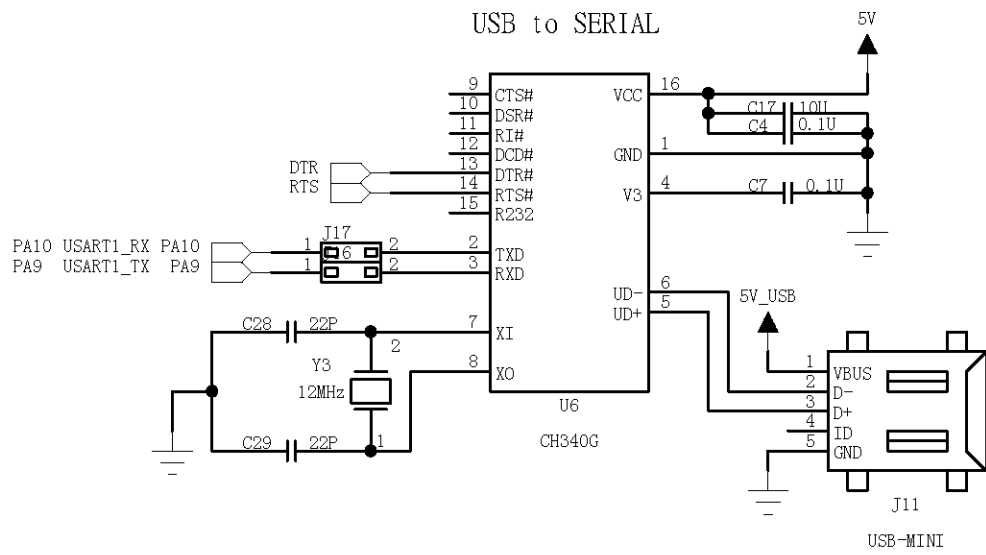 USB to SERIAL
5V
9 CTS# VCC 16
10 DSR# C17 10U
11 RI# C4 0.1U
12 DCD# GND 1
DTR 13 DTR#
RTS 14 RTS# V3 4 C7 0.1U
15 R232
J17
PA10 USART1_RX PA10 1 2 2 TXD
PA9 USART1_TX PA9 1 2 3 RXD
UD- 6
UD+ 5
5V_USB
C28 22P 7 XI
2
Y3 8 XO
12MHz
1 VBUS
2 D-
3 D+
4 ID
5 GND
C29 22P 1
U6
CH340G
J11
USB-MINI